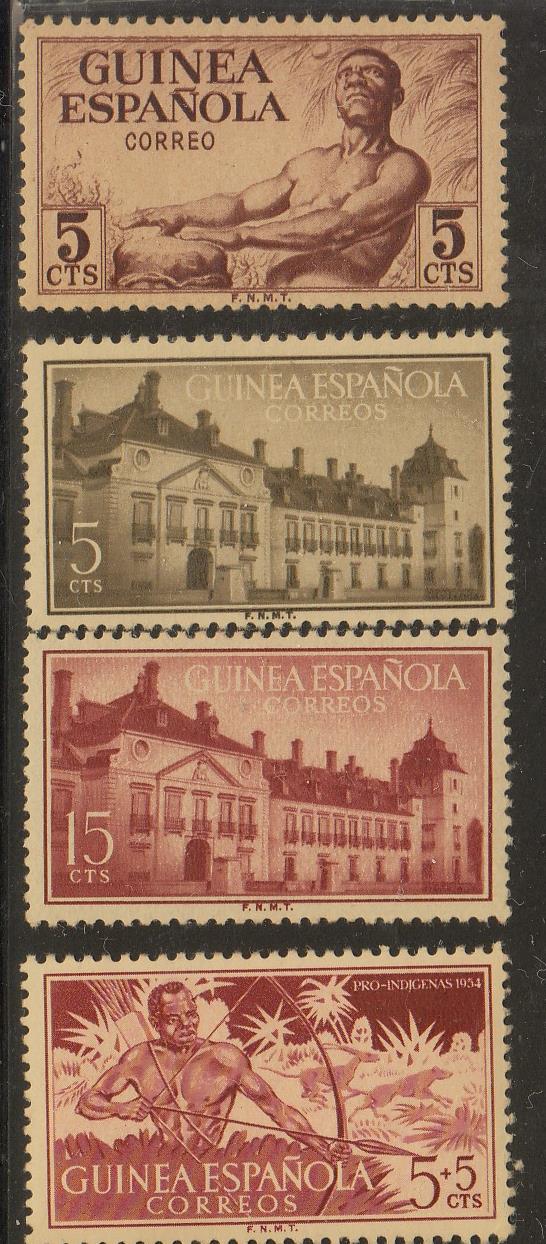 GUINEA
ESPAÑOLA
CORREO
5 CTS
5 CTS
F.N.M.T.
GUINEA ESPAÑOLA
CORREOS
5
CTS
F.N.M.T.
GUINEA ESPAÑOLA
CORREOS
15
CTS
F.N.M.T.
PRO-INDIGENAS 1954
GUINEA ESPAÑOLA
CORREOS
5+5
CTS
F.N.M.T.